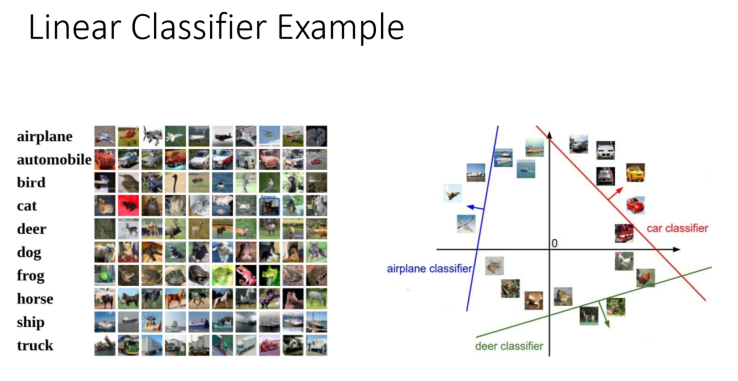 Linear Classifier Example
airplane
automobile
bird
cat
deer
dog
frog
horse
ship
truck
0
car classifier
airplane classifier
deer classifier